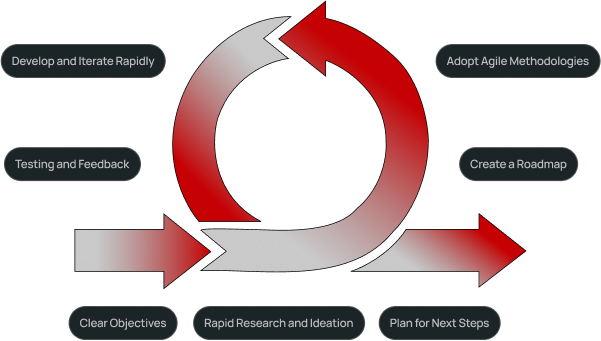 Develop and Iterate Rapidly
Adopt Agile Methodologies
Testing and Feedback
Create a Roadmap
Clear Objectives
Rapid Research and Ideation
Plan for Next Steps